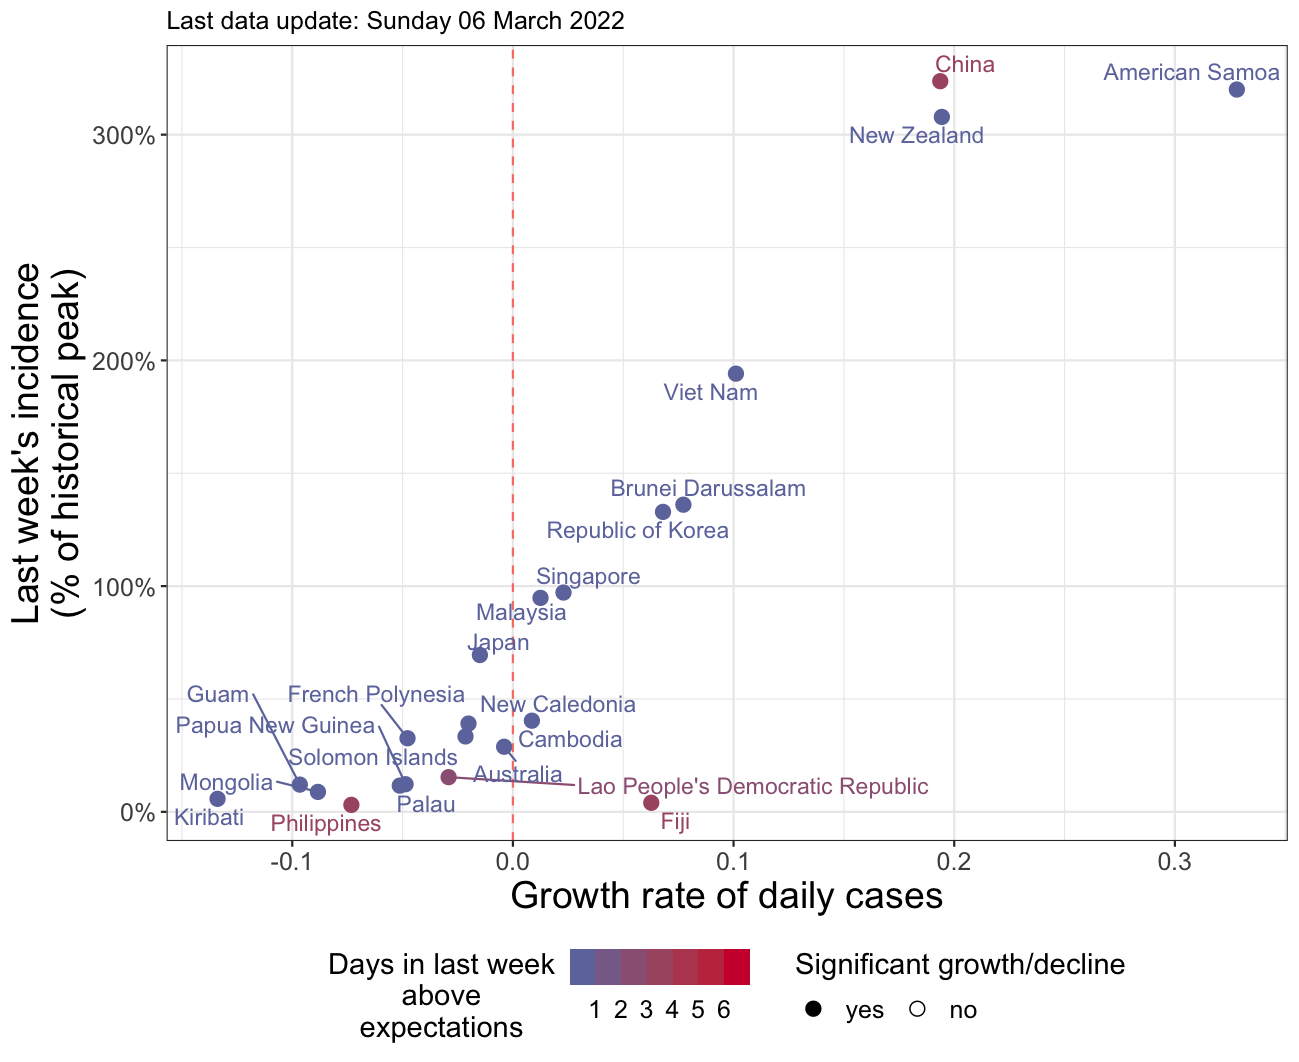 Last data update: Sunday 06 March 2022
China
American Samoa
New Zealand
300%
200%
Viet Nam
Brunei Darussalam
Republic of Korea
Singapore
100%
Malaysia
Japan
Guam
French Polynesia
New Caledonia
Papua New Guinea
Cambodia
Solomon Islands
Australia
Mongolia
Lao People's Democratic Republic
Palau
0%
Kiribati
Philippines
Fiji
Last week's incidence
(% of historical peak)
-0.1 0.0 0.1 0.2 0.3
Growth rate of daily cases
Days in last week
above
expectations
1 2 3 4 5 6
Significant growth/decline
yes no